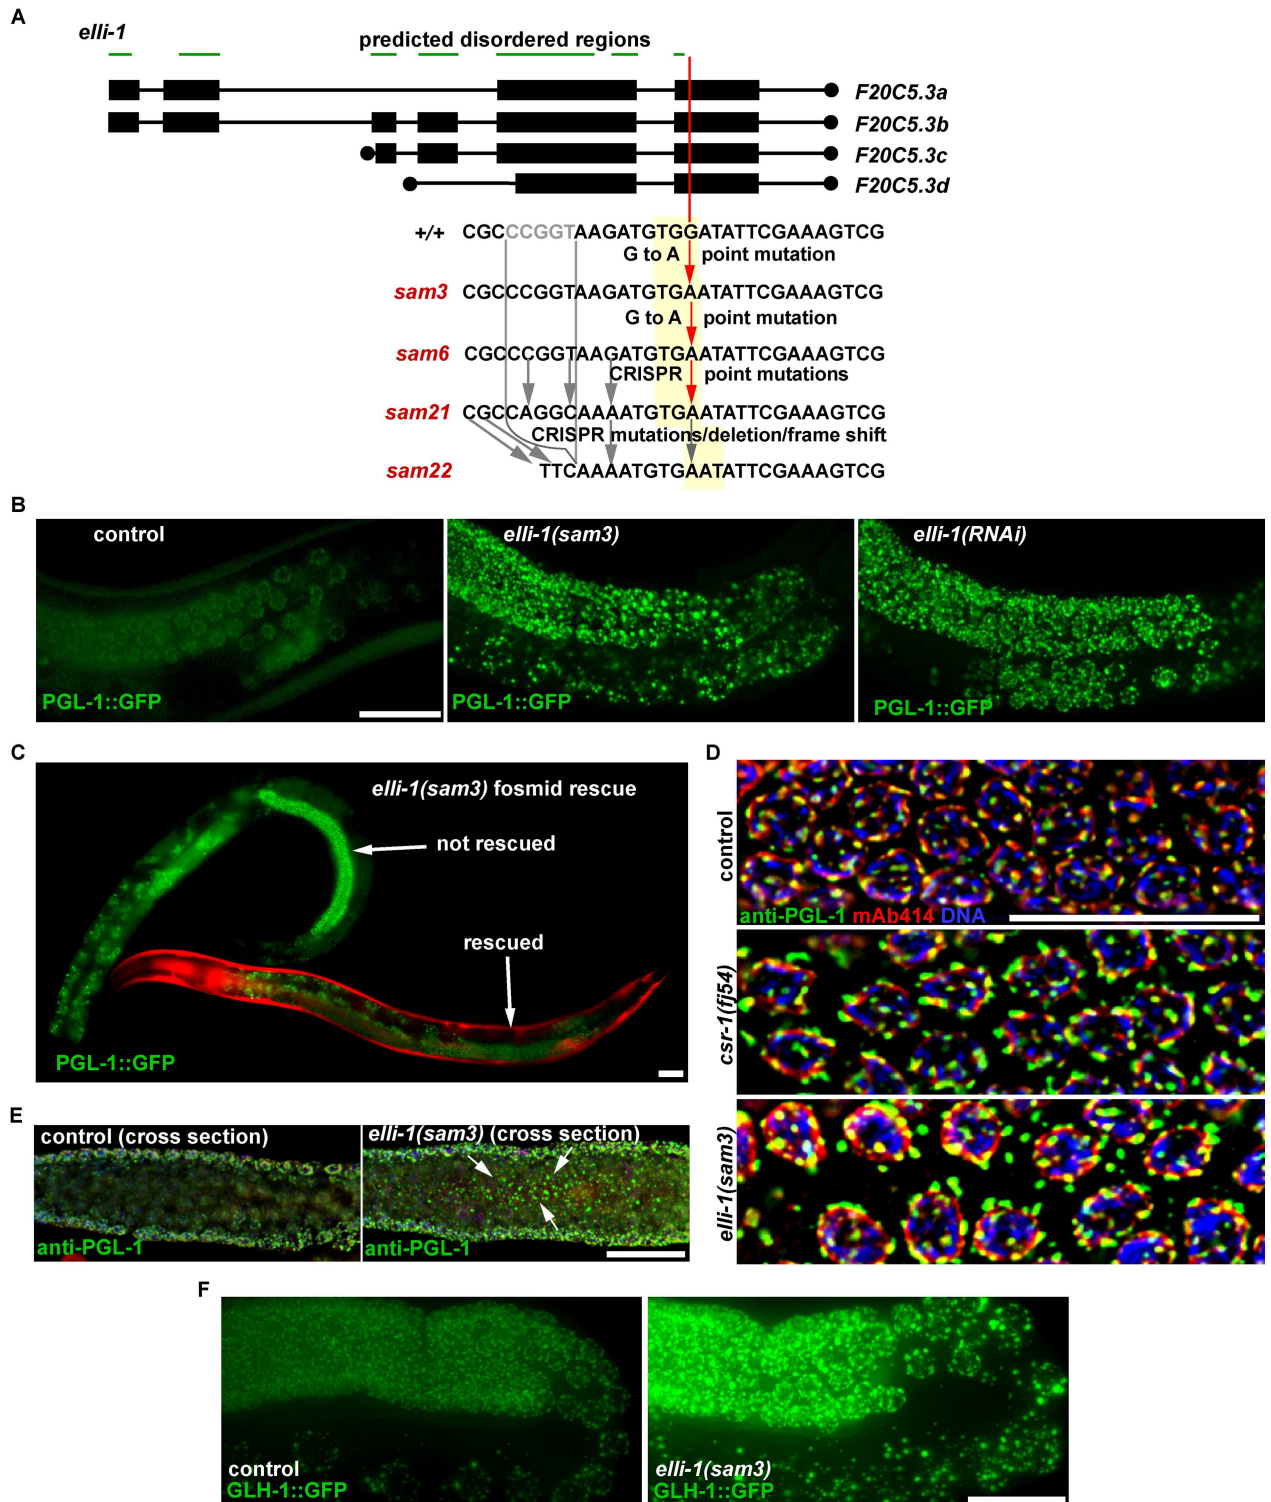 A
elli-1
predicted disordered regions
F20C5.3a
F20C5.3b
F20C5.3c
F20C5.3d
+/+ CGCCCGGTAAGATGTGGATATTCGAAAGTCG
G to A point mutation
sam3 CGCCCGGTAAGATGTGAATATTCGAAAGTCG
G to A point mutation
sam6 CGCCCGGTAAGATGTGAATATTCGAAAGTCG
CRISPR point mutations
sam21 CGCCAGGCAAAATGTGAATATTCGAAAGTCG
CRISPR mutations/deletion/frame shift
sam22 TTCAAAATGTGAATATTCGAAAGTCG
B
control
elli-1(sam3)
elli-1(RNAi)
PGL-1::GFP
PGL-1::GFP
PGL-1::GFP
C
elli-1(sam3) fosmid rescue
not rescued
rescued
PGL-1::GFP
D
control
anti-PGL-1 mAb414 DNA
csr-1(fj54)
elli-1(sam3)
E
control (cross section)
elli-1(sam3) (cross section)
anti-PGL-1
anti-PGL-1
F
control
GLH-1::GFP
elli-1(sam3)
GLH-1::GFP